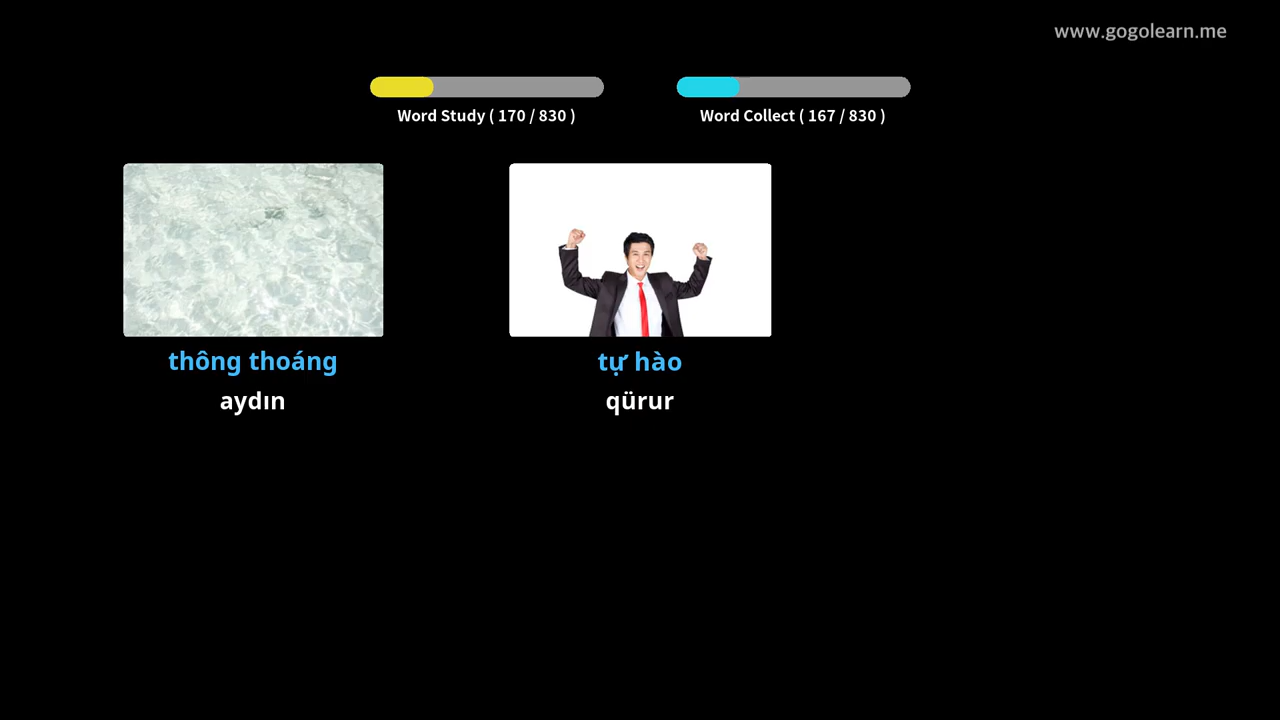 www.gogolearn.me
Word Study ( 170 / 830 )
Word Collect ( 167 / 830 )
thông thoáng
aydın
tự hào
qürur